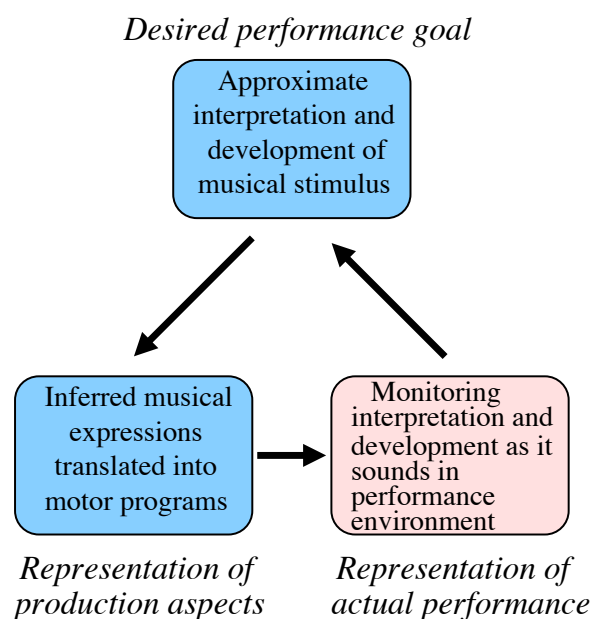 Desired performance goal
Approximate
interpretation and
development of
musical stimulus
Inferred musical
expressions
translated into
motor programs
Monitoring
interpretation and
development as it
sounds in
performance
environment
Representation of
production aspects
Representation of
actual performance